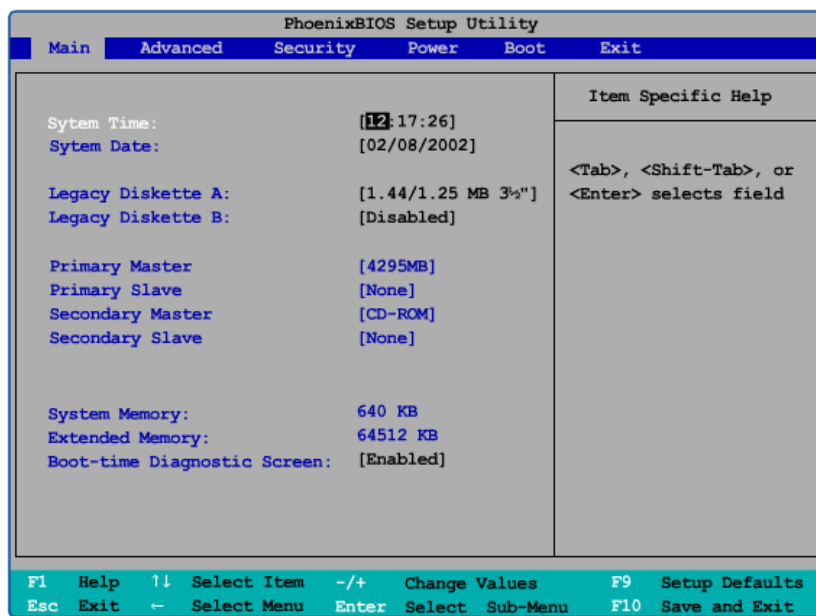 PhoenixBIOS Setup Utility
Main Advanced Security Power Boot Exit
Item Specific Help
Sytem Time: [12:17:26]
Sytem Date: [02/08/2002]
<Tab>, <Shift-Tab>, or
<Enter> selects field
Legacy Diskette A: [1.44/1.25 MB 3½"]
Legacy Diskette B: [Disabled]
Primary Master [4295MB]
Primary Slave [None]
Secondary Master [CD-ROM]
Secondary Slave [None]
System Memory: 640 KB
Extended Memory: 64512 KB
Boot-time Diagnostic Screen: [Enabled]
F1 Help ↑↓ Select Item -/+ Change Values F9 Setup Defaults
Esc Exit ← Select Menu Enter Select Sub-Menu F10 Save and Exit